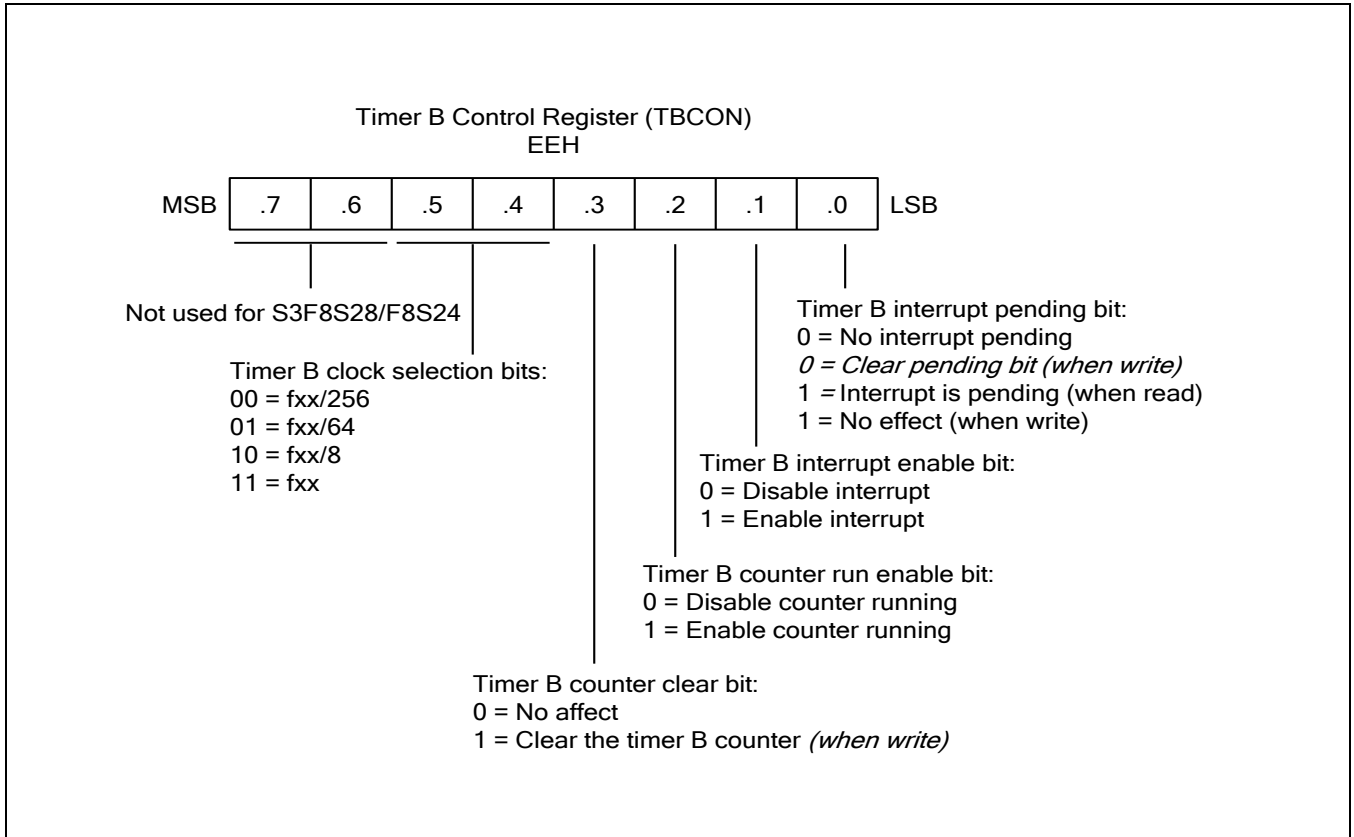 Timer B Control Register (TBCON)
EEH
MSB .7 .6 .5 .4 .3 .2 .1 .0 LSB
Not used for S3F8S28/F8S24
Timer B clock selection bits:
00 = fxx/256
01 = fxx/64
10 = fxx/8
11 = fxx
Timer B interrupt pending bit:
0 = No interrupt pending
0 = Clear pending bit (when write)
1 = Interrupt is pending (when read)
1 = No effect (when write)
Timer B interrupt enable bit:
0 = Disable interrupt
1 = Enable interrupt
Timer B counter run enable bit:
0 = Disable counter running
1 = Enable counter running
Timer B counter clear bit:
0 = No affect
1 = Clear the timer B counter (when write)